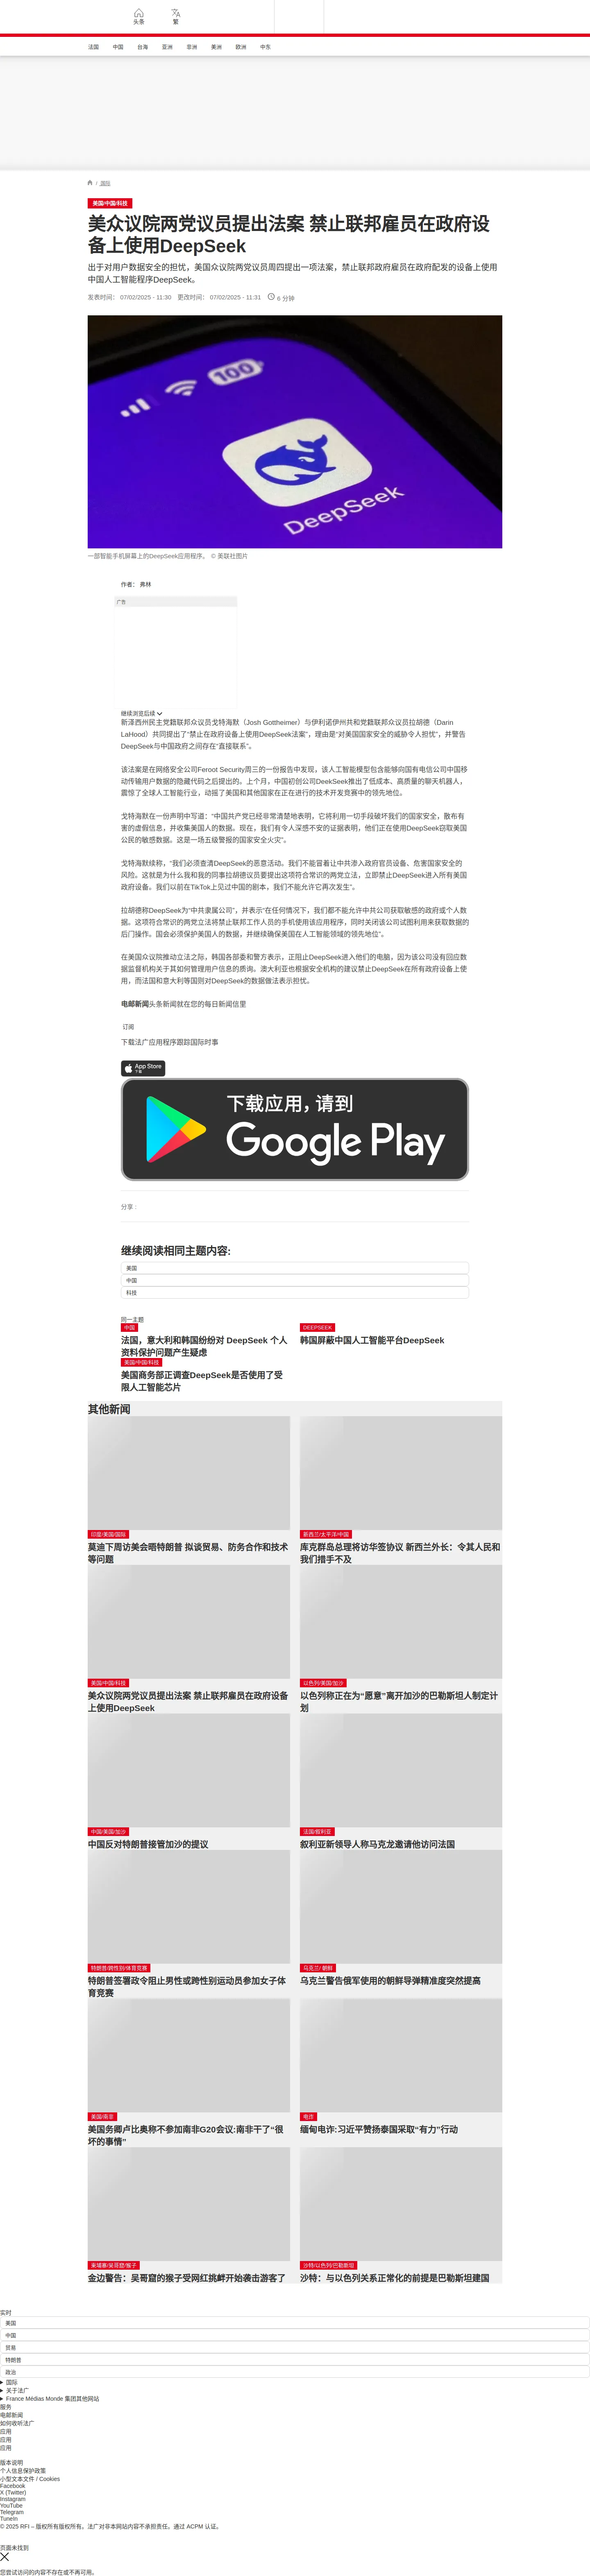 头条
繁
法国 中国 台海 亚洲 非洲 美洲 欧洲 中东
/ 国际
美国/中国/科技
美众议院两党议员提出法案 禁止联邦雇员在政府设
备上使用DeepSeek
出于对用户数据安全的担忧，美国众议院两党议员周四提出一项法案，禁止联邦政府雇员在政府配发的设备上使用
中国人工智能程序DeepSeek。
发表时间： 07/02/2025 - 11:30 更改时间： 07/02/2025 - 11:31 6 分钟
100
DeepSeek
一部智能手机屏幕上的DeepSeek应用程序。 © 美联社图片
作者： 弗林
广告
继续浏览后续
新泽西州民主党籍联邦众议员戈特海默（Josh Gottheimer）与伊利诺伊州共和党籍联邦众议员拉胡德（Darin
LaHood）共同提出了“禁止在政府设备上使用DeepSeek法案”，理由是“对美国国家安全的威胁令人担忧”，并警告
DeepSeek与中国政府之间存在“直接联系”。
该法案是在网络安全公司Feroot Security周三的一份报告中发现，该人工智能模型包含能够向国有电信公司中国移
动传输用户数据的隐藏代码之后提出的。上个月，中国初创公司DeekSeek推出了低成本、高质量的聊天机器人，
震惊了全球人工智能行业，动摇了美国和其他国家在正在进行的技术开发竞赛中的领先地位。
戈特海默在一份声明中写道：“中国共产党已经非常清楚地表明，它将利用一切手段破坏我们的国家安全，散布有
害的虚假信息，并收集美国人的数据。现在，我们有令人深感不安的证据表明，他们正在使用DeepSeek窃取美国
公民的敏感数据。这是一场五级警报的国家安全火灾”。
戈特海默续称，“我们必须查清DeepSeek的恶意活动。我们不能冒着让中共渗入政府官员设备、危害国家安全的
风险。这就是为什么我和我的同事拉胡德议员要提出这项符合常识的两党立法，立即禁止DeepSeek进入所有美国
政府设备。我们以前在TikTok上见过中国的剧本，我们不能允许它再次发生”。
拉胡德称DeepSeek为“中共隶属公司”，并表示“在任何情况下，我们都不能允许中共公司获取敏感的政府或个人数
据。这项符合常识的两党立法将禁止联邦工作人员的手机使用该应用程序，同时关闭该公司试图利用来获取数据的
后门操作。国会必须保护美国人的数据，并继续确保美国在人工智能领域的领先地位”。
在美国众议院推动立法之际，韩国各部委和警方表示，正阻止DeepSeek进入他们的电脑，因为该公司没有回应数
据监督机构关于其如何管理用户信息的质询。澳大利亚也根据安全机构的建议禁止DeepSeek在所有政府设备上使
用，而法国和意大利等国则对DeepSeek的数据做法表示担忧。
电邮新闻头条新闻就在您的每日新闻信里
订阅
下载法广应用程序跟踪国际时事
App Store
下载
下载应用，请到
Google Play
分享 :
继续阅读相同主题内容:
美国
中国
科技
同一主题
中国
法国，意大利和韩国纷纷对 DeepSeek 个人
资料保护问题产生疑虑
DEEPSEEK
韩国屏蔽中国人工智能平台DeepSeek
美国/中国/科技
美国商务部正调查DeepSeek是否使用了受
限人工智能芯片
其他新闻
印度/美国/国际
莫迪下周访美会晤特朗普 拟谈贸易、防务合作和技术
等问题
新西兰/太平洋/中国
库克群岛总理将访华签协议 新西兰外长：令其人民和
我们措手不及
美国/中国/科技
美众议院两党议员提出法案 禁止联邦雇员在政府设备
上使用DeepSeek
以色列/美国/加沙
以色列称正在为“愿意”离开加沙的巴勒斯坦人制定计
划
中国/美国/加沙
中国反对特朗普接管加沙的提议
法国/叙利亚
叙利亚新领导人称马克龙邀请他访问法国
特朗普/跨性别/体育竞赛
特朗普签署政令阻止男性或跨性别运动员参加女子体
育竞赛
乌克兰/ 朝鲜
乌克兰警告俄军使用的朝鲜导弹精准度突然提高
美国/南非
美国务卿卢比奥称不参加南非G20会议:南非干了“很
坏的事情”
电诈
缅甸电诈:习近平赞扬泰国采取“有力”行动
柬埔寨/吴哥窟/猴子
金边警告：吴哥窟的猴子受网红挑衅开始袭击游客了
沙特/以色列/巴勒斯坦
沙特：与以色列关系正常化的前提是巴勒斯坦建国
实时
美国
中国
贸易
特朗普
政治
国际
关于法广
France Médias Monde 集团其他网站
服务
电邮新闻
如何收听法广
应用
应用
应用
版本说明
个人信息保护政策
小型文本文件 / Cookies
Facebook
X (Twitter)
Instagram
YouTube
Telegram
TuneIn
© 2025 RFI – 版权所有版权所有。法广对非本网站内容不承担责任。通过 ACPM 认证。
页面未找到
您尝试访问的内容不存在或不再可用。